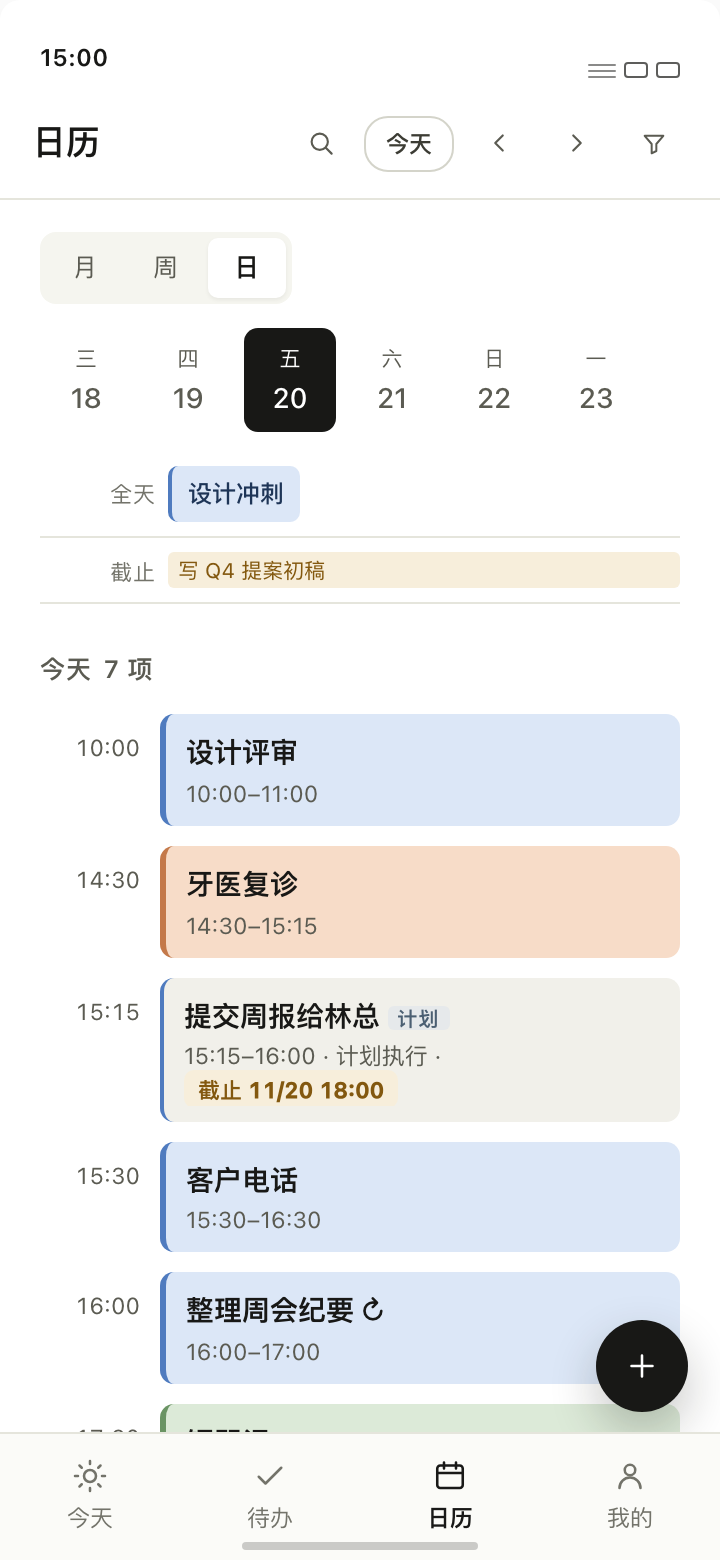 15:00
日历
今天
月 周 日
三 四 五 六 日 一
18 19 20 21 22 23
全天 设计冲刺
截止 写 Q4 提案初稿
今天 7 项
10:00 设计评审
10:00–11:00
14:30 牙医复诊
14:30–15:15
15:15 提交周报给林总 计划
15:15–16:00 · 计划执行 ·
截止 11/20 18:00
15:30 客户电话
15:30–16:30
16:00 整理周会纪要
16:00–17:00
今天 待办 日历 我的